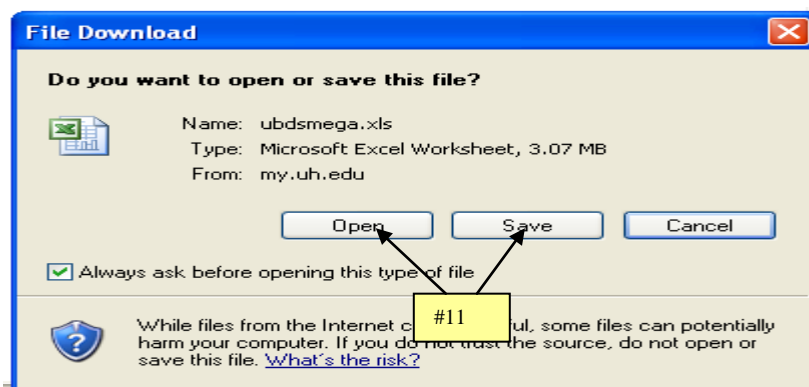 File Download
Do you want to open or save this file?
Name: ubdsmega.xls
Type: Microsoft Excel Worksheet, 3.07 MB
From: my.uh.edu
Open Save Cancel
Always ask before opening this type of file
#11
While files from the Internet ful, some files can potentially
harm your computer. If you do not trust the source, do not open or
save this file. What's the risk?